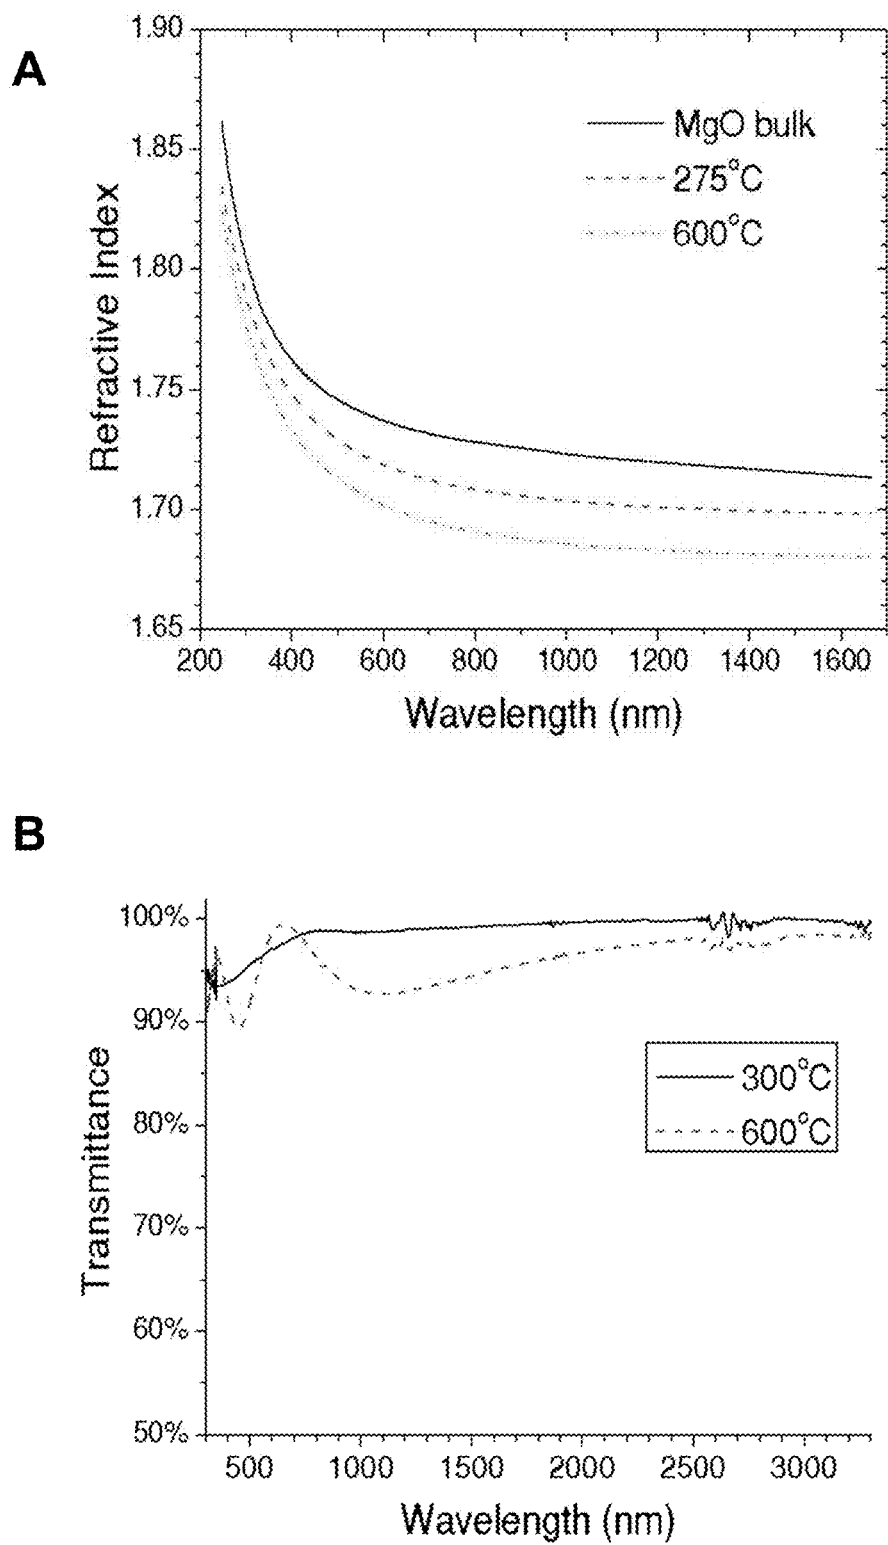 A
1.90
1.85
1.80
1.75
1.70
1.65
Refractive Index
MgO bulk
275°C
600°C
200 400 600 800 1000 1200 1400 1600
Wavelength (nm)
B
100%
90%
80%
70%
60%
50%
Transmittance
300°C
600°C
500 1000 1500 2000 2500 3000
Wavelength (nm)